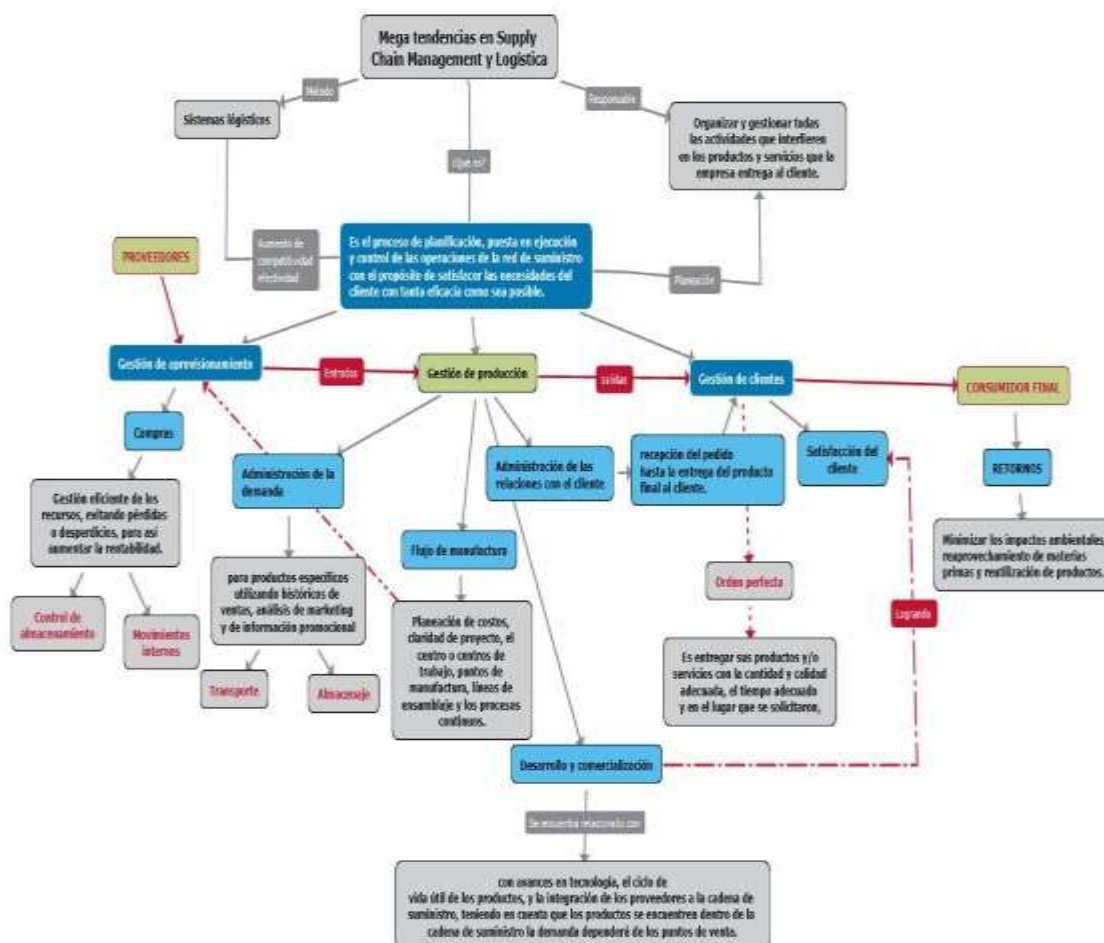 Mega tendencias en Supply
Chain Management y Logística
Método
Responsable
Sistemas lógísticos
¿Que es?
Organizar y gestionar todas
las actividades que interfieren
en los productos y servicios que la
empresa entrega al cliente.
PROVEEDORES
Aumento de
competitividad
efectividad
Es el proceso de planificación, puesta en ejecución
y control de las operaciones de la red de suministro
con el propósito de satisfacer las necesidades del
cliente con tanta eficacia como sea posible.
Planeación
Gestión de aprovisionamiento
Entradas
Gestión de producción
salidas
Gestión de clientes
CONSUMIDOR FINAL
Compras
Administración de la
demanda
Administración de las
relaciones con el cliente
recepción del pedido
hasta la entrega del producto
final al cliente.
Satisfacción del
cliente
RETORNOS
Gestión eficiente de los
recursos, evitando pérdidas
o desperdicios, para así
aumentar la rentabilidad.
Flujo de manufactura
Minimizar los impactos ambientales,
reaprovechamiento de materias
primas y reutilización de productos.
Control de
almacenamiento
Movimientos
internos
para productos específicos
utilizando históricos de
ventas, análisis de marketing
y de información promocional
Orden perfecta
Logrando
Planeación de costos,
claridad de proyecto, el
centro o centros de
trabajo, puntos de
manufactura, líneas de
ensamblaje y los procesos
continuos.
Transporte
Almacenaje
Es entregar sus productos y/o
servicios con la cantidad y calidad
adecuada, el tiempo adecuado
y en el lugar que se solicitaron,
Desarrollo y comercialización
Se encuentra relacionado con
con avances en tecnología, el ciclo de
vida útil de los productos, y la integración de los proveedores a la cadena de
suministro, teniendo en cuenta que los productos se encuentren dentro de la
cadena de suministro la demanda dependerá de los puntos de venta.